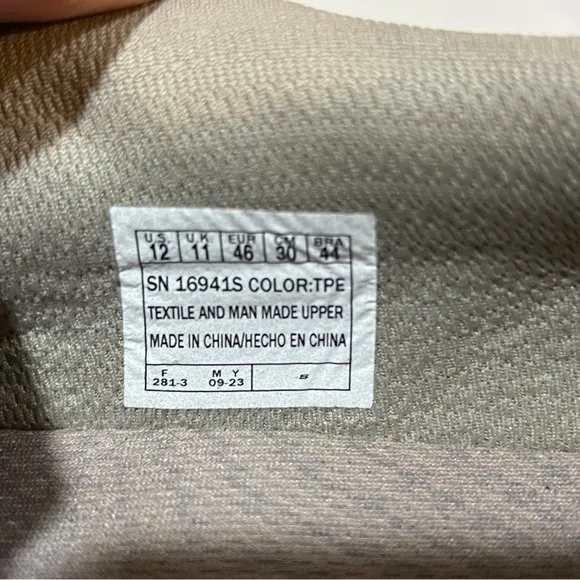 U.S. U.K. EUR CM BRA
12 11 46 30 44
SN 16941S COLOR:TPE
TEXTILE AND MAN MADE UPPER
MADE IN CHINA/HECHO EN CHINA
F M Y
281-3 09-23 S